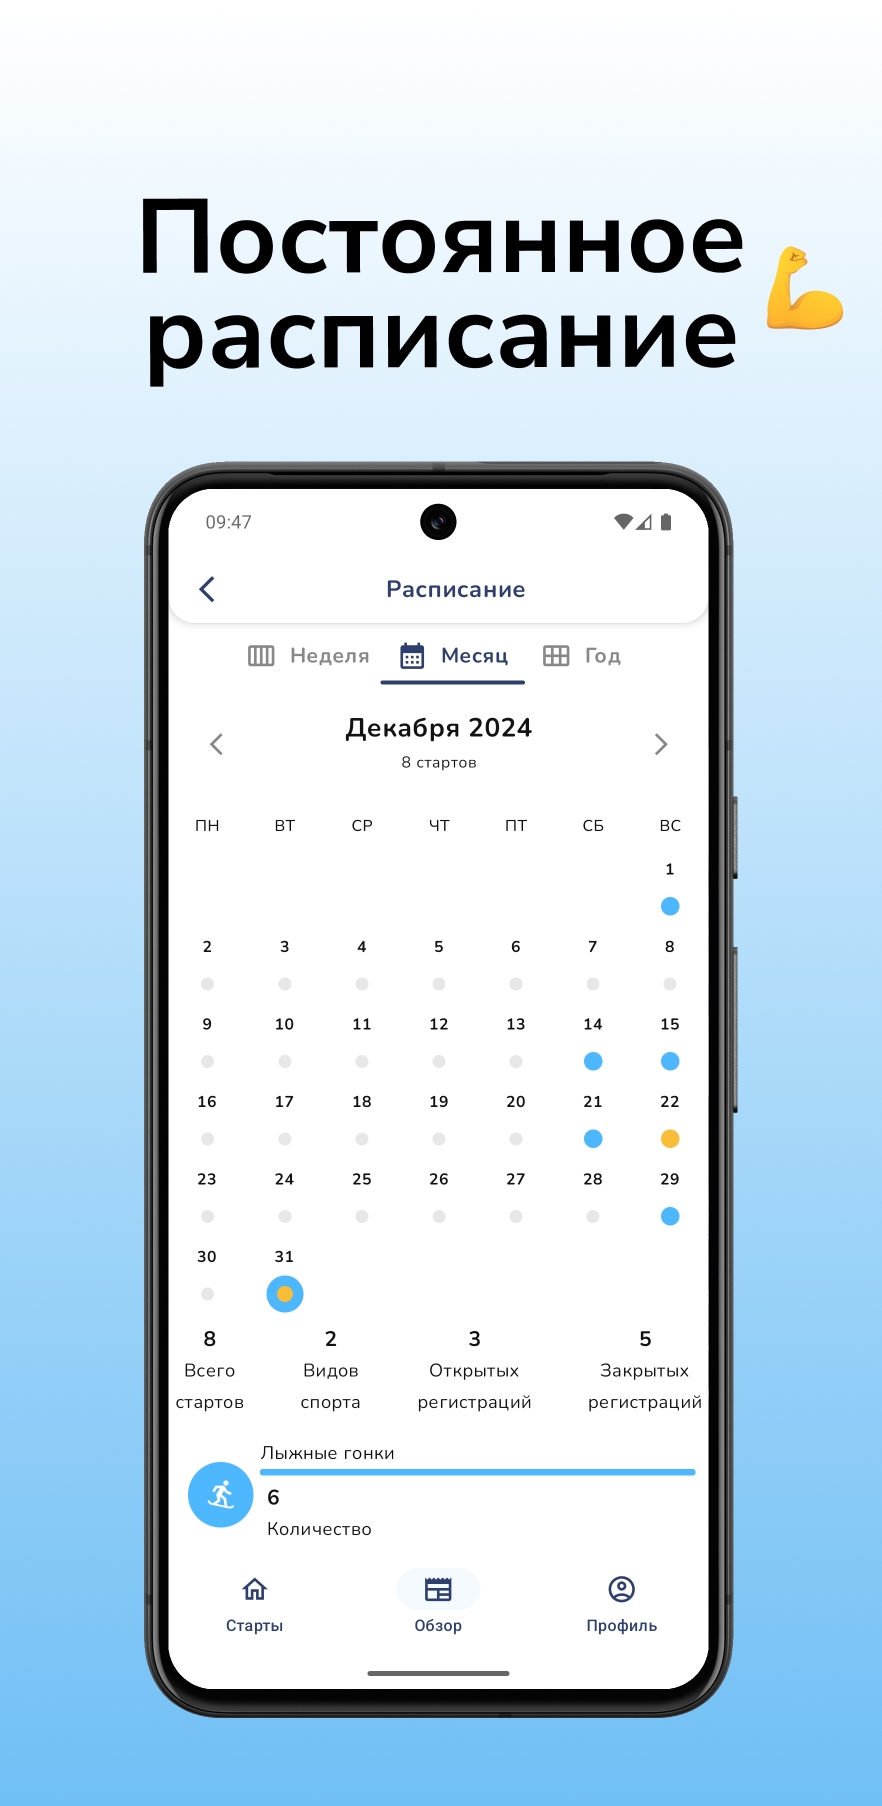 Постоянное
расписание
09:47
Расписание
Неделя Месяц Год
Декабря 2024
8 стартов
ПН ВТ СР ЧТ ПТ СБ ВС
1
2 3 4 5 6 7 8
9 10 11 12 13 14 15
16 17 18 19 20 21 22
23 24 25 26 27 28 29
30 31
8 2 3 5
Всего Видов Открытых Закрытых
стартов спорта регистраций регистраций
Лыжные гонки
6
Количество
Старты Обзор Профиль